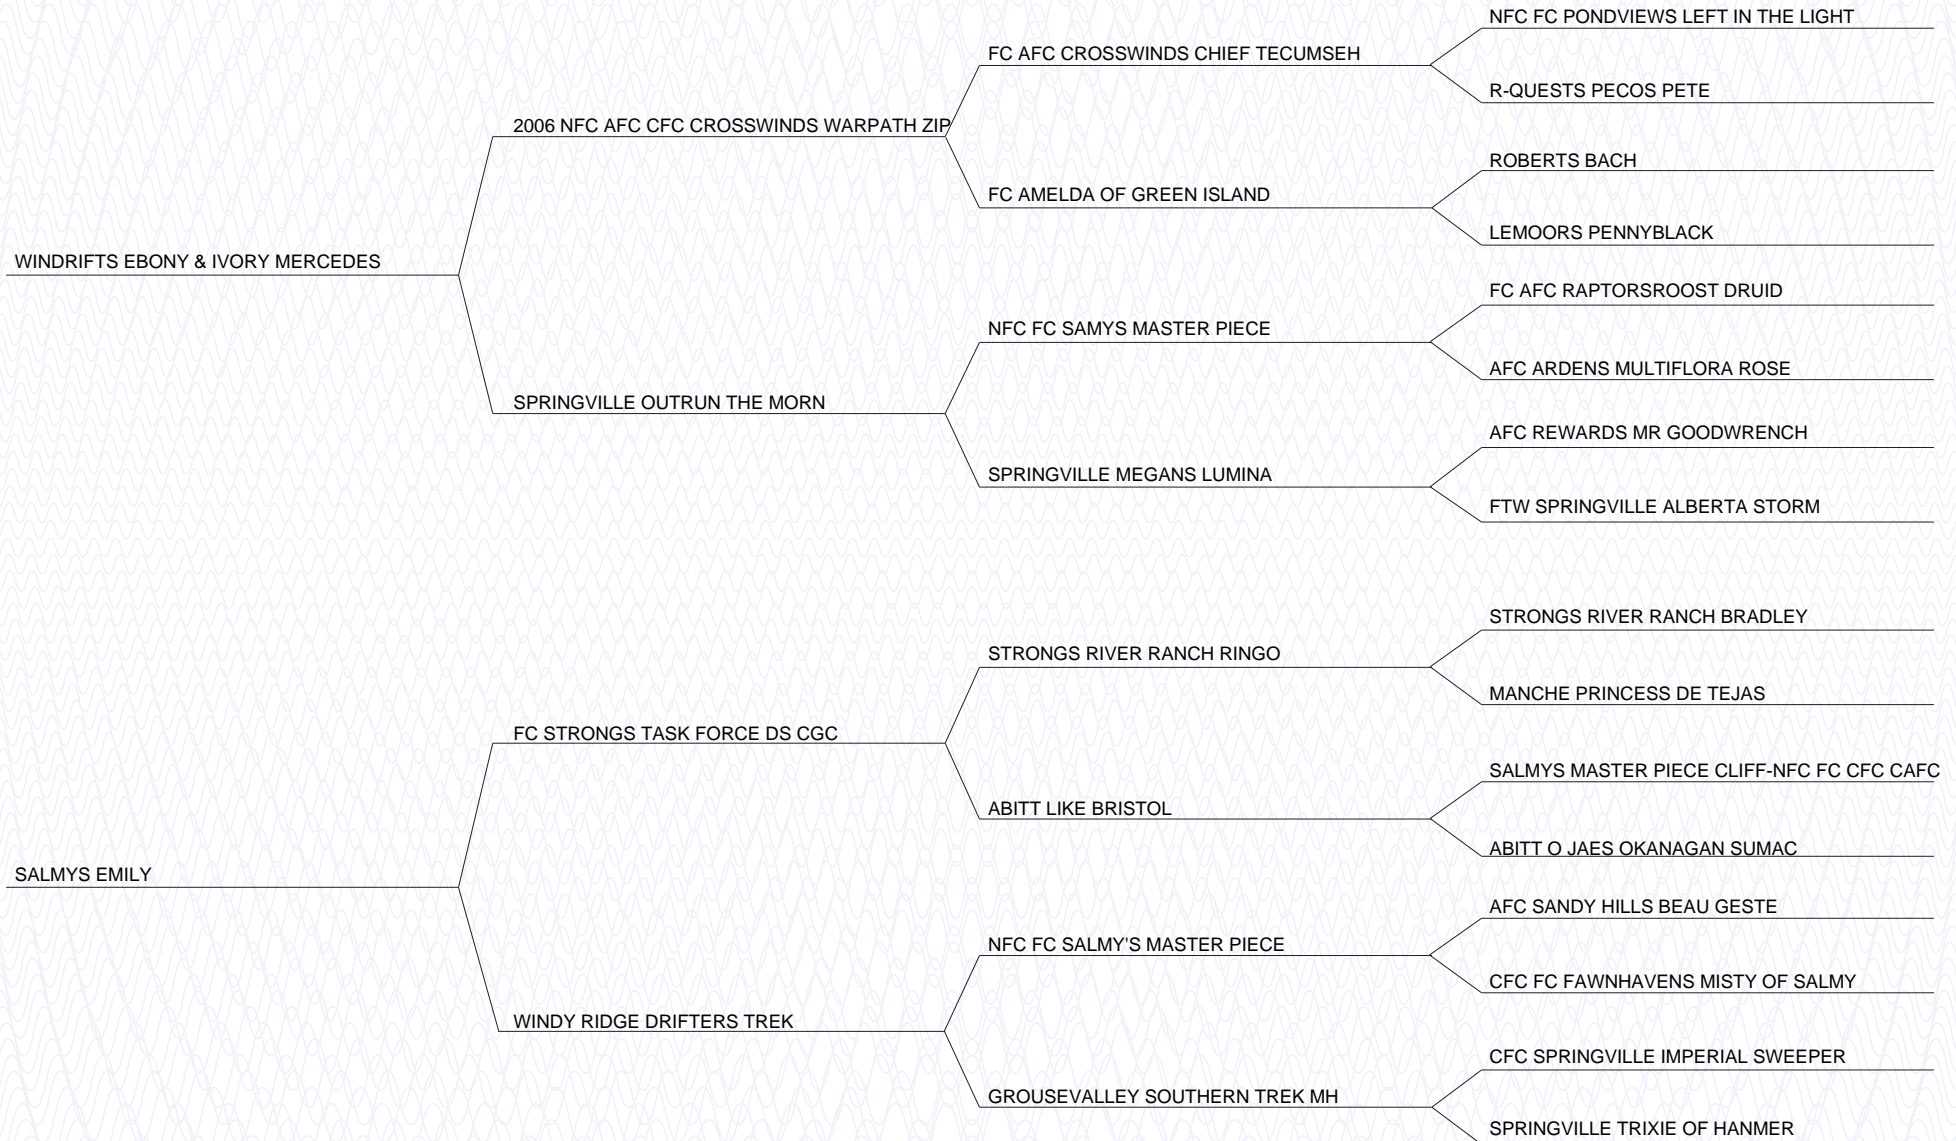 NFC FC PONDVIEWS LEFT IN THE LIGHT
FC AFC CROSSWINDS CHIEF TECUMSEH
R-QUESTS PECOS PETE
2006 NFC AFC CFC CROSSWINDS WARPATH ZIP
ROBERTS BACH
FC AMELDA OF GREEN ISLAND
LEMOORS PENNYBLACK
WINDRIFTS EBONY & IVORY MERCEDES
FC AFC RAPTORSROOST DRUID
NFC FC SAMYS MASTER PIECE
AFC ARDENS MULTIFLORA ROSE
SPRINGVILLE OUTRUN THE MORN
AFC REWARDS MR GOODWRENCH
SPRINGVILLE MEGANS LUMINA
FTW SPRINGVILLE ALBERTA STORM
STRONGS RIVER RANCH BRADLEY
STRONGS RIVER RANCH RINGO
MANCHE PRINCESS DE TEJAS
FC STRONGS TASK FORCE DS CGC
SALMYS MASTER PIECE CLIFF-NFC FC CFC CAFC
ABITT LIKE BRISTOL
ABITT O JAES OKANAGAN SUMAC
SALMYS EMILY
AFC SANDY HILLS BEAU GESTE
NFC FC SALMY'S MASTER PIECE
CFC FC FAWNHAVENS MISTY OF SALMY
WINDY RIDGE DRIFTERS TREK
CFC SPRINGVILLE IMPERIAL SWEEPER
GROUSEVALLEY SOUTHERN TREK MH
SPRINGVILLE TRIXIE OF HANMER